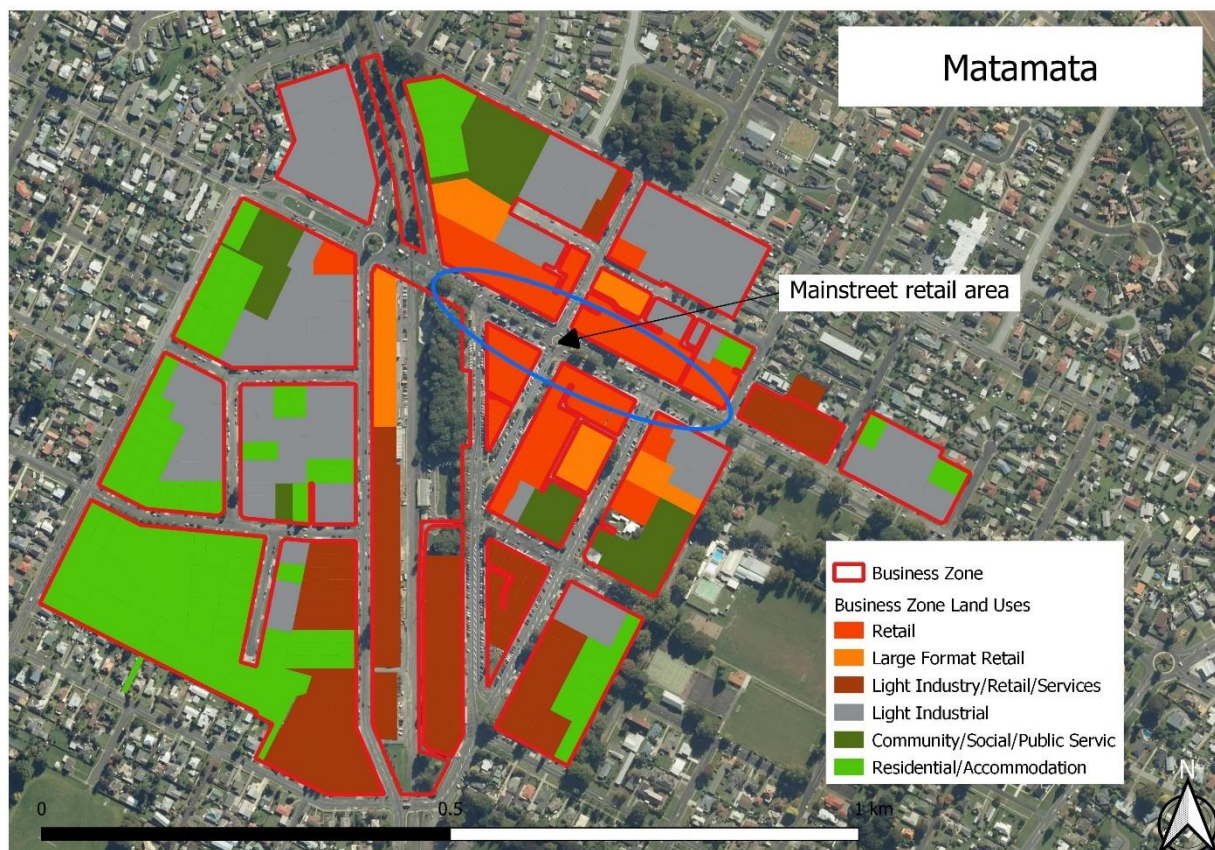 Matamata
Mainstreet retail area
Business Zone
Business Zone Land Uses
Retail
Large Format Retail
Light Industry/Retail/Services
Light Industrial
Community/Social/Public Servic
Residential/Accommodation
N
0 0.5 1 km